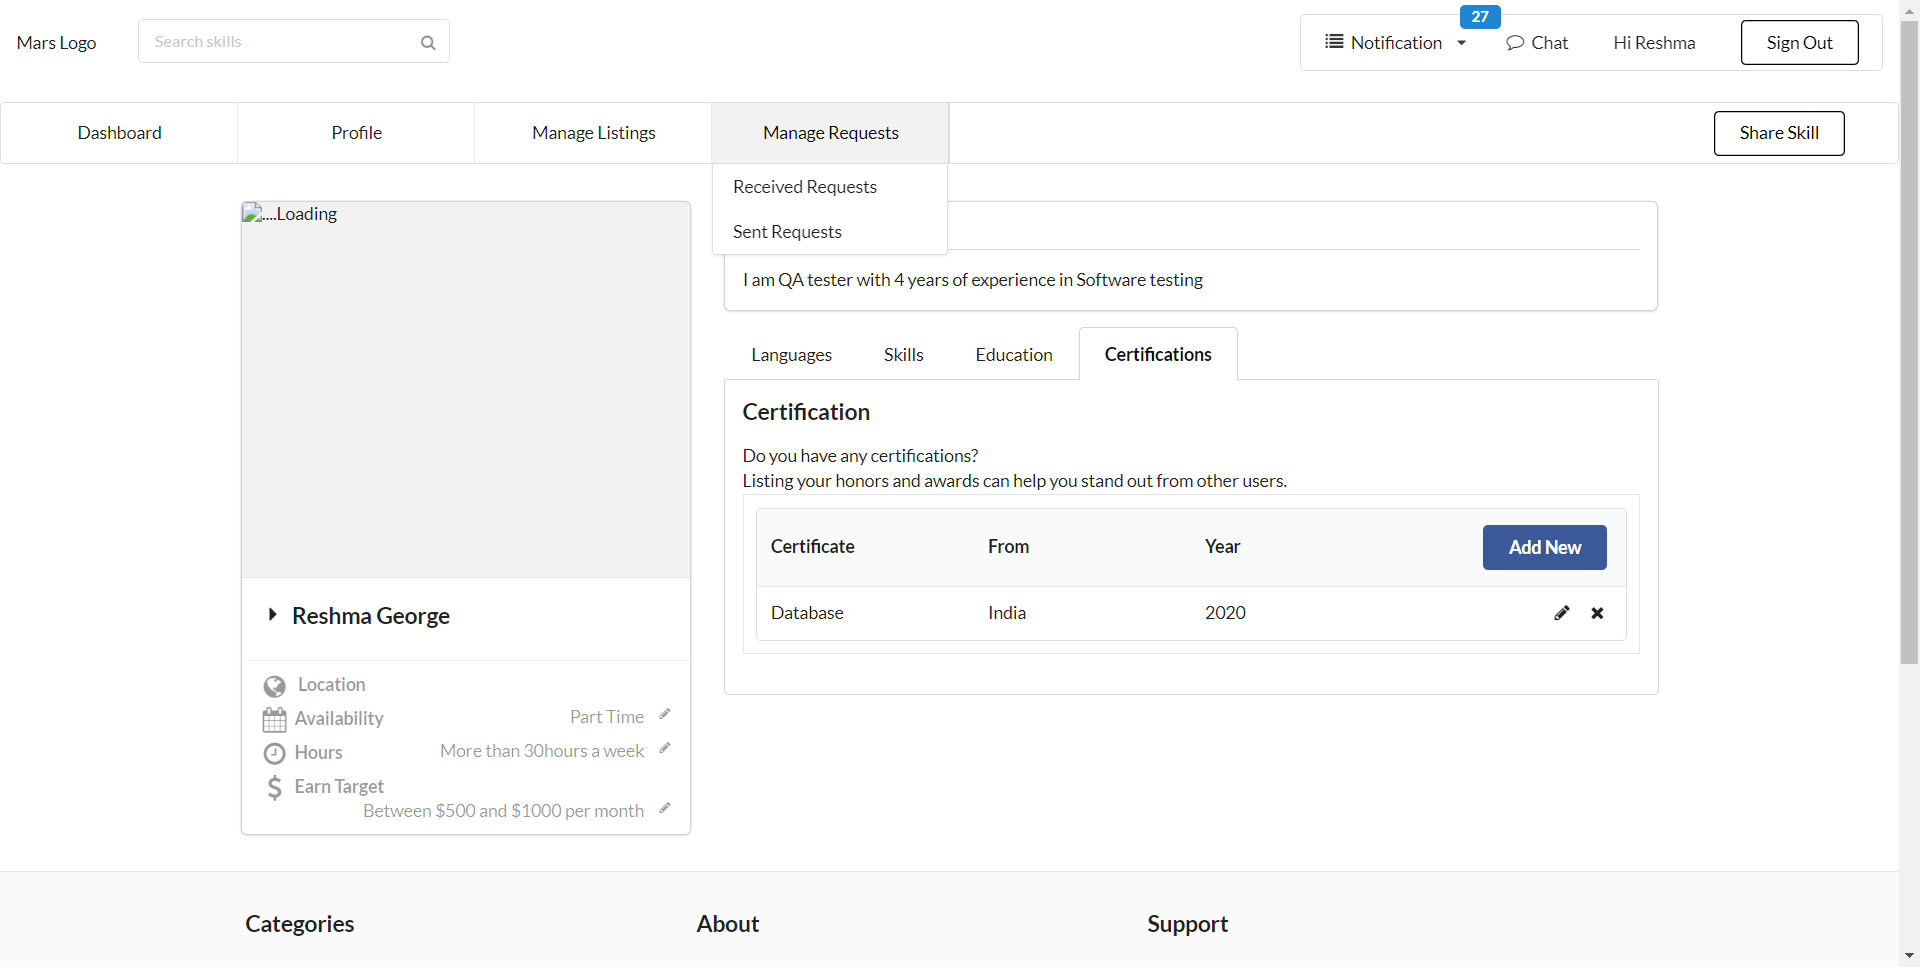 Mars Logo
Search skills
27
Notification
Chat
Hi Reshma
Sign Out
Dashboard
Profile
Manage Listings
Manage Requests
Share Skill
Received Requests
Sent Requests
....Loading
I am QA tester with 4 years of experience in Software testing
Languages
Skills
Education
Certifications
Certification
Do you have any certifications?
Listing your honors and awards can help you stand out from other users.
Certificate
From
Year
Add New
Database
India
2020
Reshma George
Location
Availability
Part Time
Hours
More than 30hours a week
Earn Target
Between $500 and $1000 per month
Categories
About
Support